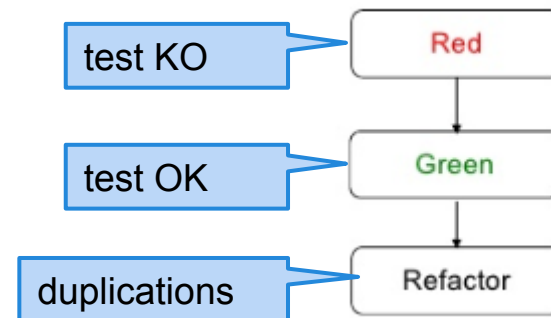 test KO
Red
test OK
Green
duplications
Refactor